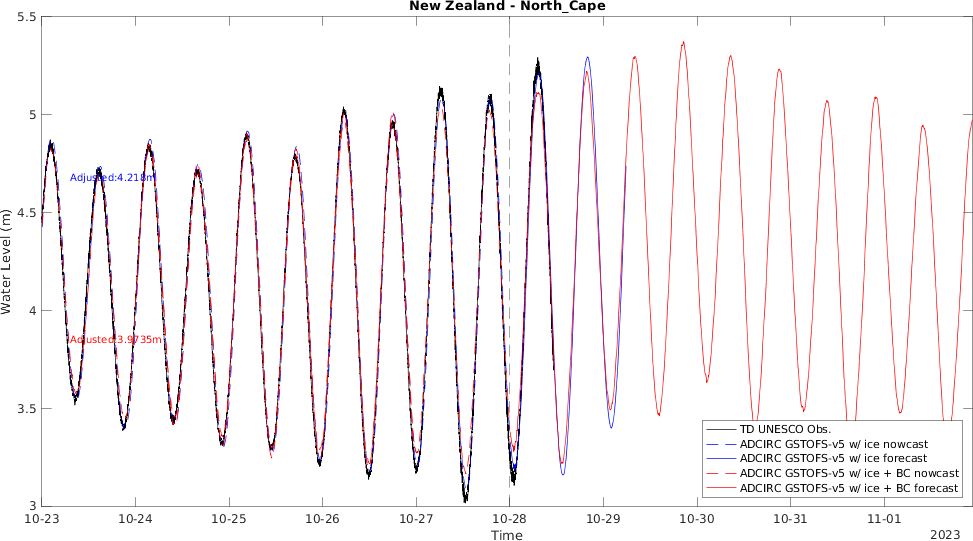 New Zealand - North_Cape
5.5
5
4.5
4
3.5
3
Water Level (m)
Adjusted:4.218m
Adjusted:3.9735m
TD UNESCO Obs.
ADCIRC GSTOFS-v5 w/ ice nowcast
ADCIRC GSTOFS-v5 w/ ice forecast
ADCIRC GSTOFS-v5 w/ ice + BC nowcast
ADCIRC GSTOFS-v5 w/ ice + BC forecast
10-23 10-24 10-25 10-26 10-27 10-28 10-29 10-30 10-31 11-01
Time
2023